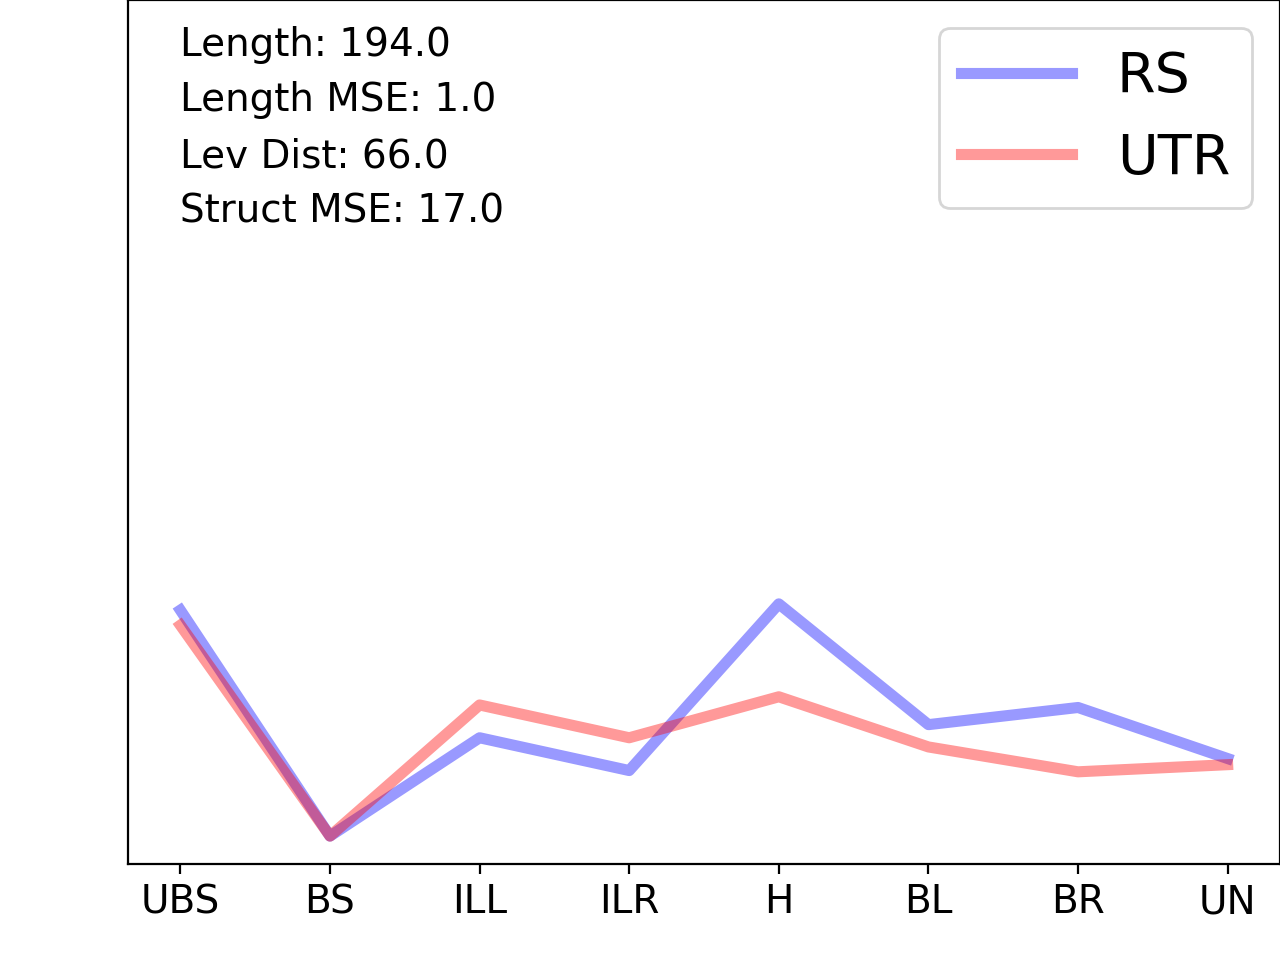 Length: 194.0
Length MSE: 1.0
Lev Dist: 66.0
Struct MSE: 17.0
RS
UTR
UBS BS ILL ILR H BL BR UN